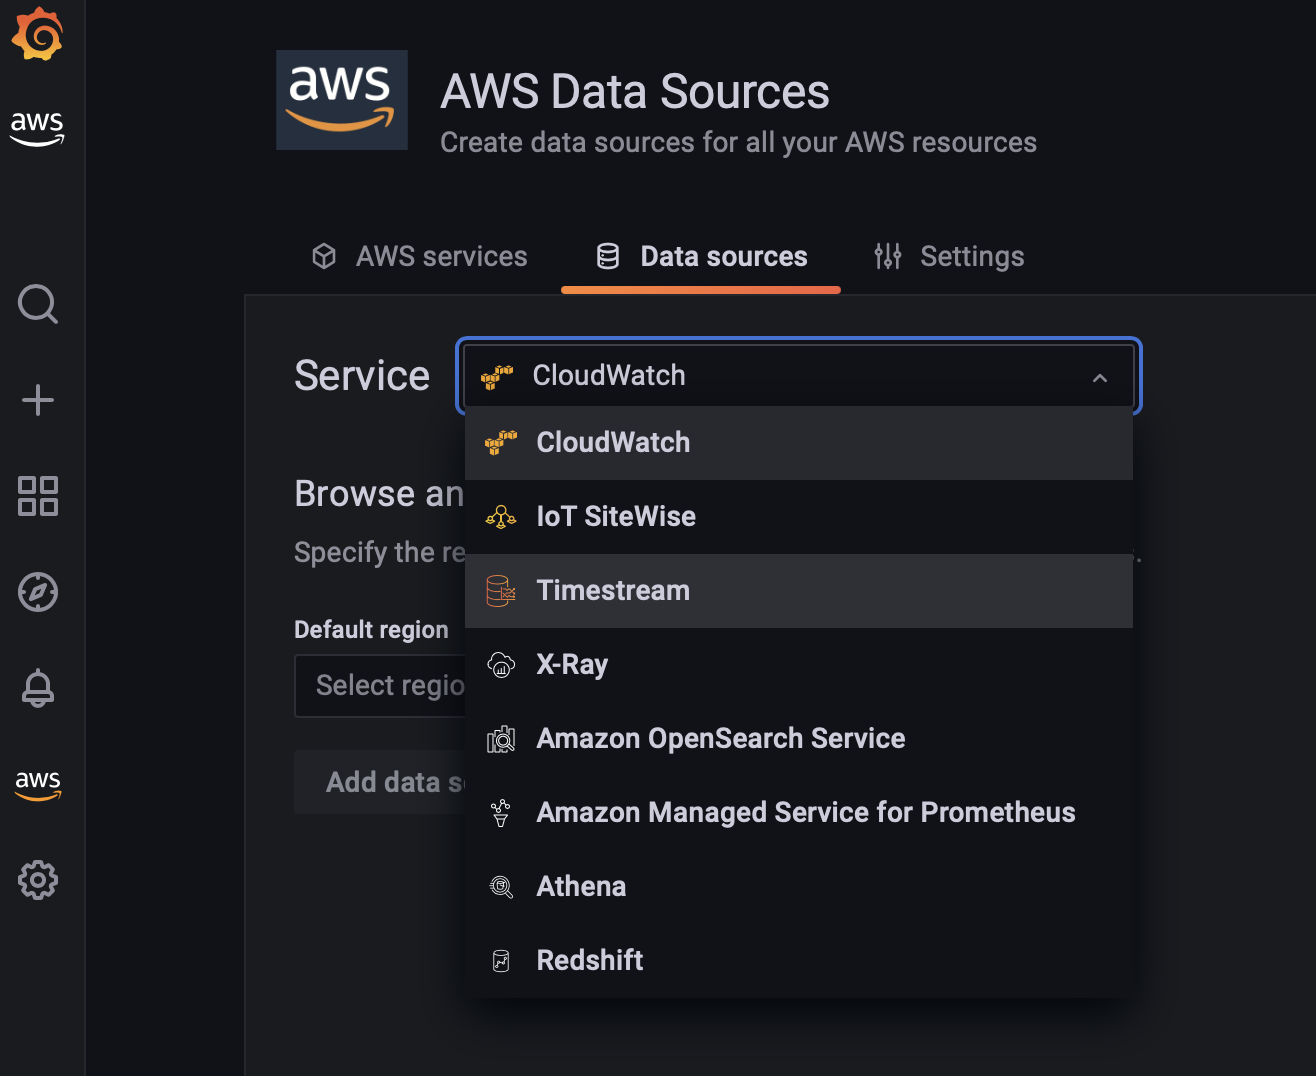 aws
aws
AWS Data Sources
Create data sources for all your AWS resources
AWS services
Data sources
Settings
Service
CloudWatch
CloudWatch
Browse an
IoT SiteWise
Specify the re
Timestream
Default region
X-Ray
Select regio
Amazon OpenSearch Service
Add data s
aws
Amazon Managed Service for Prometheus
Athena
Redshift